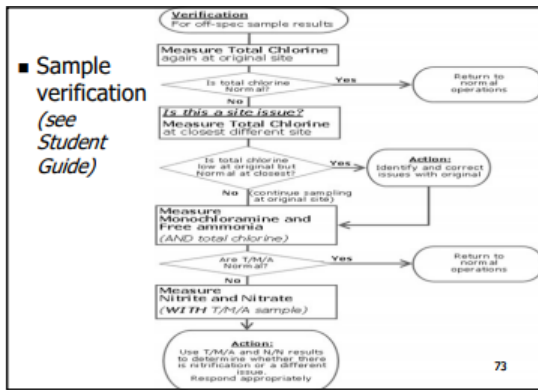 ■ Sample
verification
(see
Student
Guide)
Verification
For off-spec sample results
Measure Total Chlorine
again at original site
Is total chlorine
Normal?
Yes
Return to
normal
operations
No
Is this a site issue?
Measure Total Chlorine
at closest different site
Is total chlorine
low at original but
Normal at closest?
Yes
Action:
Identify and correct
issues with original
No (continue sampling
at original site)
Measure
Monochloramine and
Free ammonia
(AND total chlorine)
Are T/M/A
Normal?
Yes
Return to
normal
operations
No
Measure
Nitrite and Nitrate
(WITH T/M/A sample)
Action:
Use T/M/A and N/N results
to determine whether there
is nitrification or a different
issue.
Respond appropriately
73